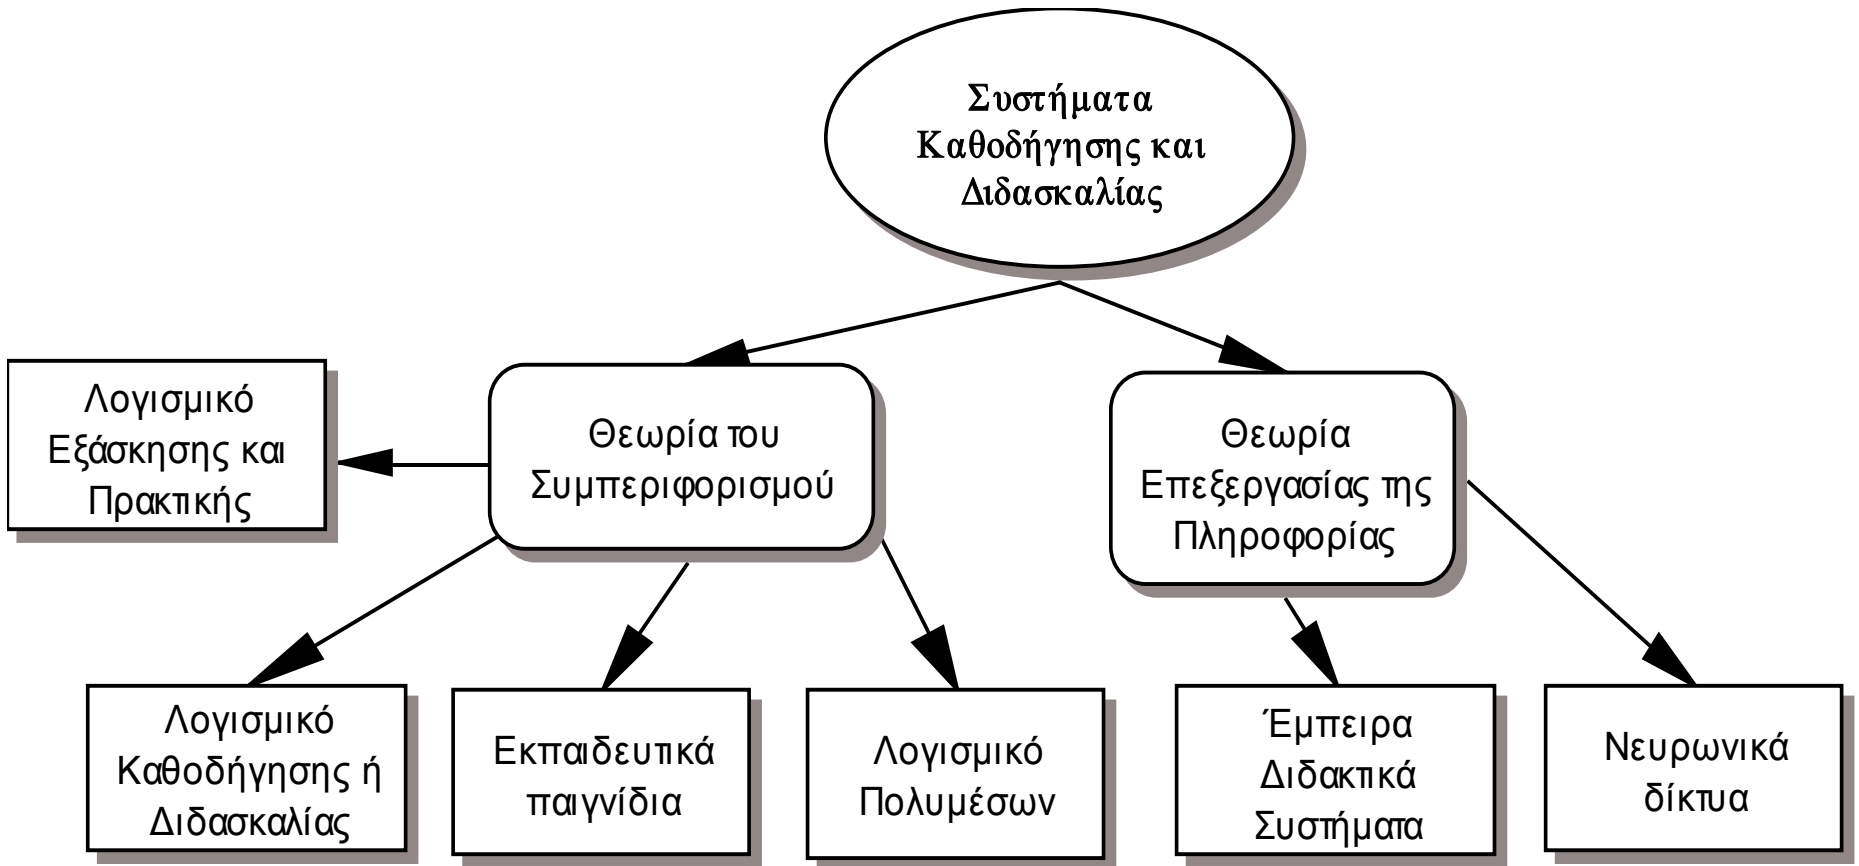 Συστήματα
Καθοδήγησης και
Διδασκαλίας
Λογισμικό
Εξάσκησης και
Πρακτικής
Θεωρία του
Συμπεριφορισμού
Θεωρία
Επεξεργασίας της
Πληροφορίας
Λογισμικό
Καθοδήγησης ή
Διδασκαλίας
Εκπαιδευτικά
παιγνίδια
Λογισμικό
Πολυμέσων
Έμπειρα
Διδακτικά
Συστήματα
Νευρωνικά
δίκτυα